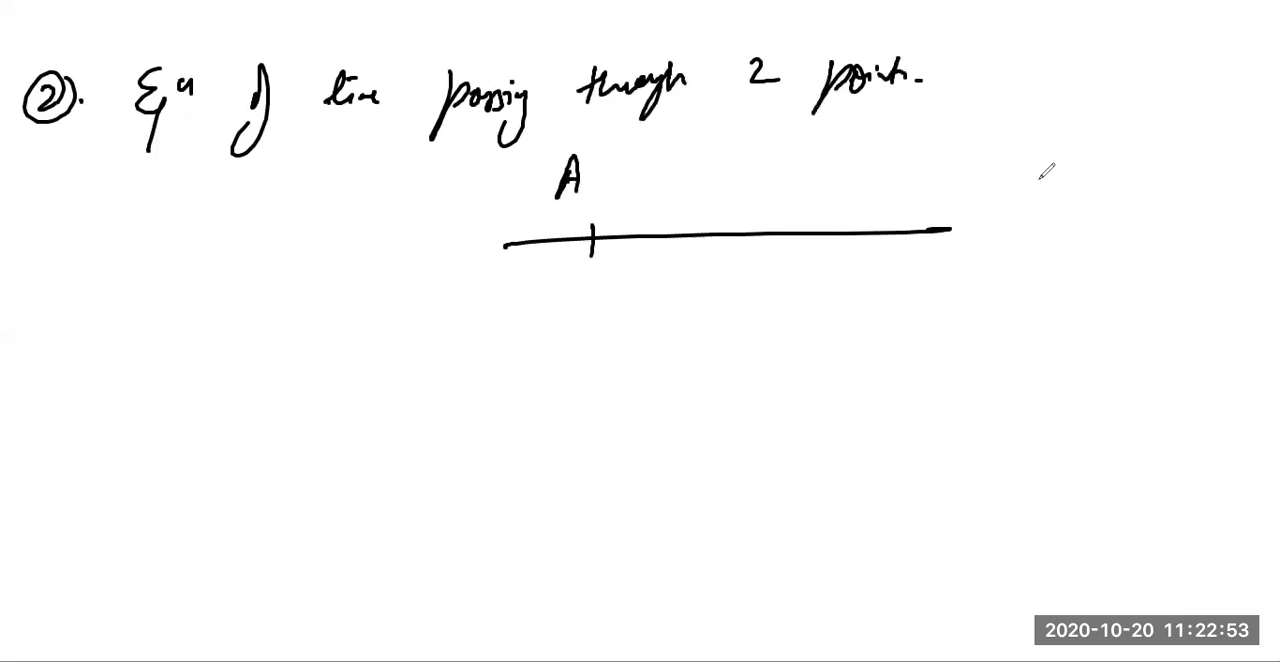 ②. Eqn of line passing through 2 points.
A
2020-10-20 11:22:53